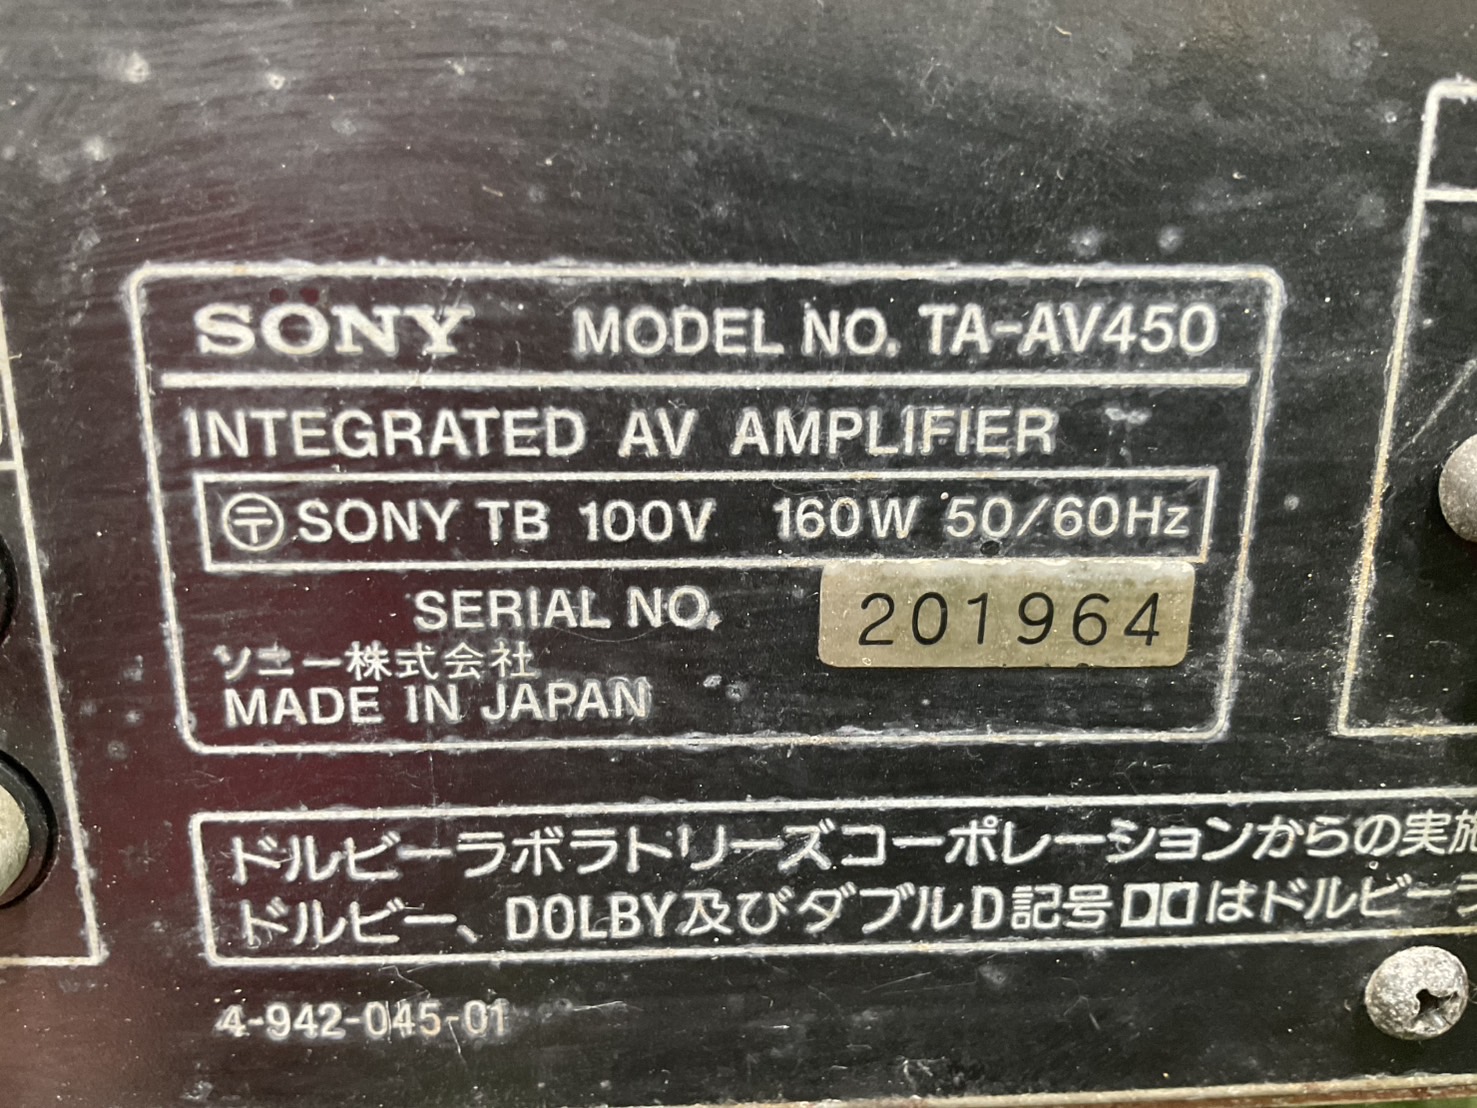 SONY MODEL NO. TA-AV450
INTEGRATED AV AMPLIFIER
〶SONY TB 100V 160W 50/60Hz
SERIAL NO. 201964
ソニー株式会社
MADE IN JAPAN
ドルビーラボラトリーズコーポレーションからの実施
ドルビー、DOLBY及びダブルD記号DDはドルビーラ
4-942-045-01